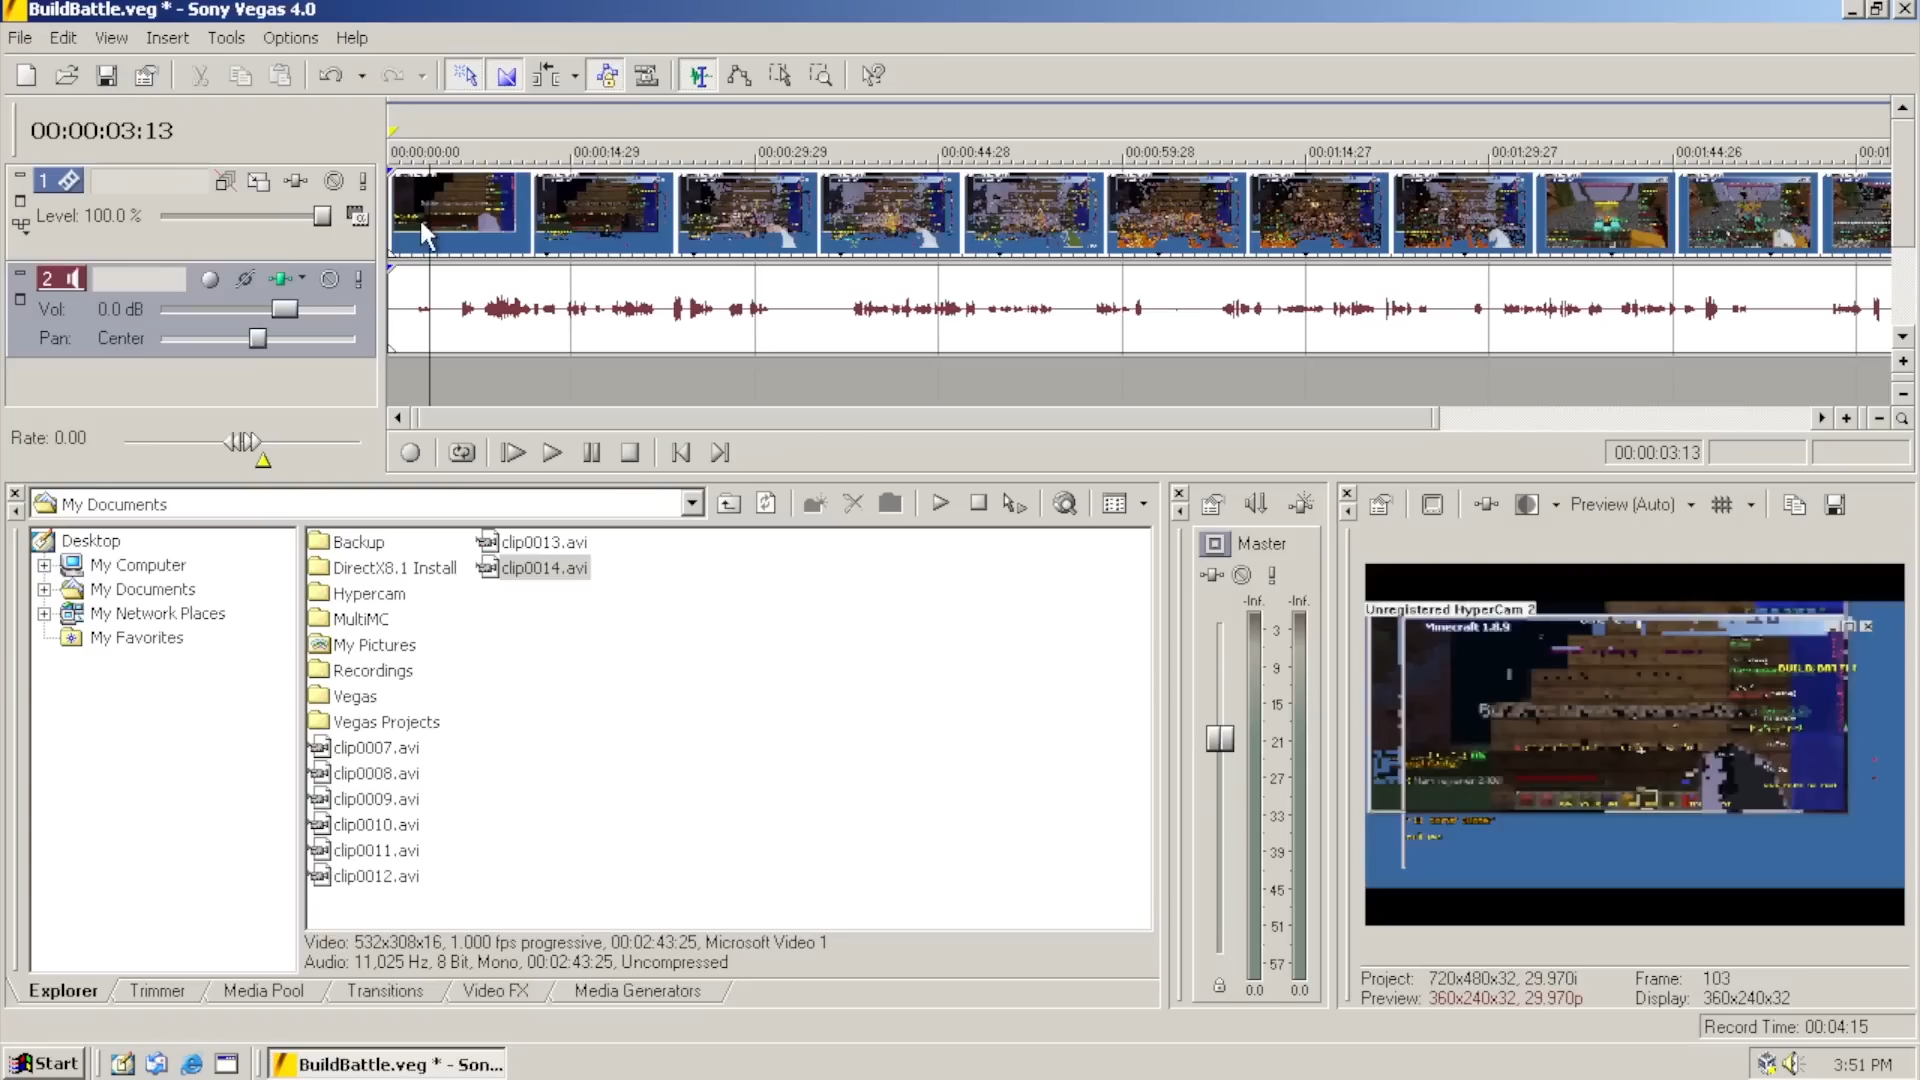 BuildBattle.veg * - Sony Vegas 4.0
File Edit View Insert Tools Options Help
00:00:03:13
00:00:00:00 00:00:14:29 00:00:29:29 00:00:44:28 00:00:59:28 00:01:14:27 00:01:29:27 00:01:44:26 00:01
1
Level: 100.0 %
2
Vol: 0.0 dB
Pan: Center
Rate: 0.00
00:00:03:13
My Documents
Preview (Auto)
Desktop
My Computer
My Documents
My Network Places
My Favorites
Backup
DirectX8.1 Install
Hypercam
MultiMC
My Pictures
Recordings
Vegas
Vegas Projects
clip0007.avi
clip0008.avi
clip0009.avi
clip0010.avi
clip0011.avi
clip0012.avi
clip0013.avi
clip0014.avi
Video: 532x308x16, 1.000 fps progressive, 00:02:43:25, Microsoft Video 1
Audio: 11,025 Hz, 8 Bit, Mono, 00:02:43:25, Uncompressed
Explorer Trimmer Media Pool Transitions Video FX Media Generators
Master
-Inf. -Inf.
3
9
15
21
27
33
39
45
51
57
0.0 0.0
Unregistered HyperCam 2
Minecraft 1.8.9
BUILD BATTLE
Project: 720x480x32, 29.970i Frame: 103
Preview: 360x240x32, 29.970p Display: 360x240x32
Record Time: 00:04:15
Start
BuildBattle.veg * - Son...
3:51 PM